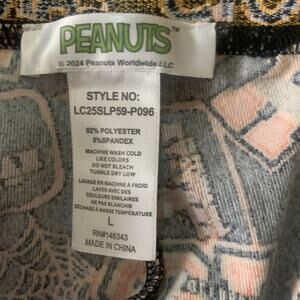 PEANUTS™
© 2024 Peanuts Worldwide LLC
STYLE NO:
LC25SLP59-P096
92% POLYESTER
8%SPANDEX
MACHINE WASH COLD
LIKE COLORS
DO NOT BLEACH
TUMBLE DRY LOW
LAVAGE EN MACHINE À FROID
LAVER AVEC DES
COULEURS SIMILAIRES
NE PAS BLANCHIR
SÉCHAGE À BASSE TEMPÉRATURE
L
RN#146343
MADE IN CHINA